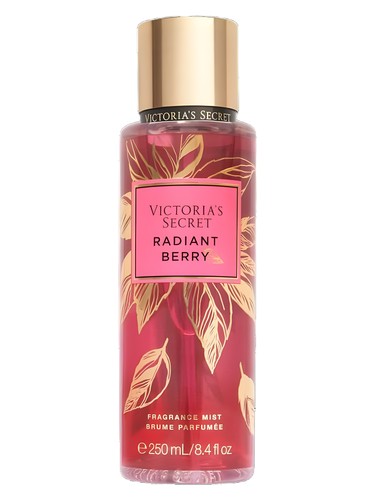 VICTORIA'S SECRET
VICTORIA'S
SECRET
RADIANT
BERRY
FRAGRANCE MIST
BRUME PARFUMÉE
℮ 250 mL/8.4 fl oz